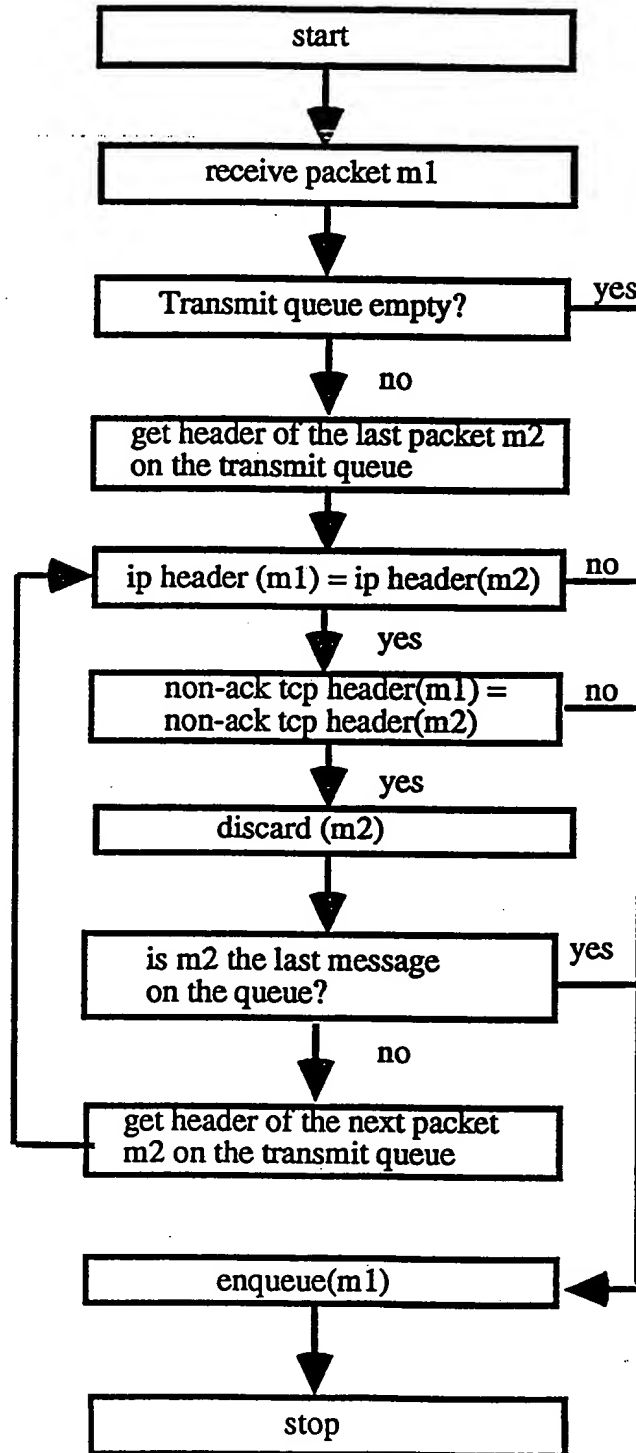 start
receive packet m1
Transmit queue empty?
yes
no
get header of the last packet m2
on the transmit queue
ip header (m1) = ip header(m2)
no
yes
non-ack tcp header(m1) =
non-ack tcp header(m2)
no
yes
discard (m2)
is m2 the last message
on the queue?
yes
no
get header of the next packet
m2 on the transmit queue
enqueue(m1)
stop